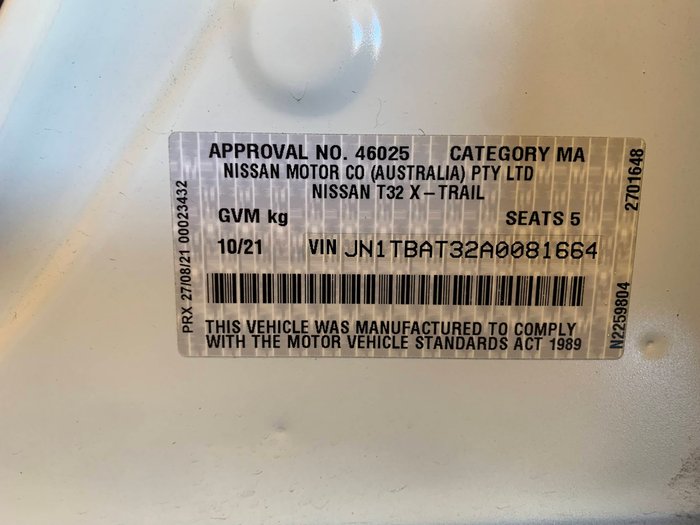 APPROVAL NO. 46025 CATEGORY MA
NISSAN MOTOR CO (AUSTRALIA) PTY LTD
NISSAN T32 X-TRAIL
GVM kg SEATS 5
10/21 VIN JN1TBAT32A0081664
THIS VEHICLE WAS MANUFACTURED TO COMPLY
WITH THE MOTOR VEHICLE STANDARDS ACT 1989
PRX 27/08/21 00023432
2701648
N2259804